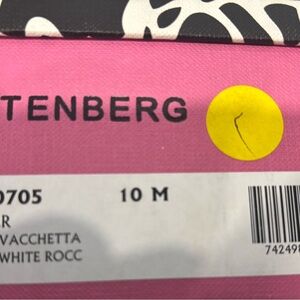 TENBERG
0705 10 M
R
VACCHETTA
WHITE ROCC
74249